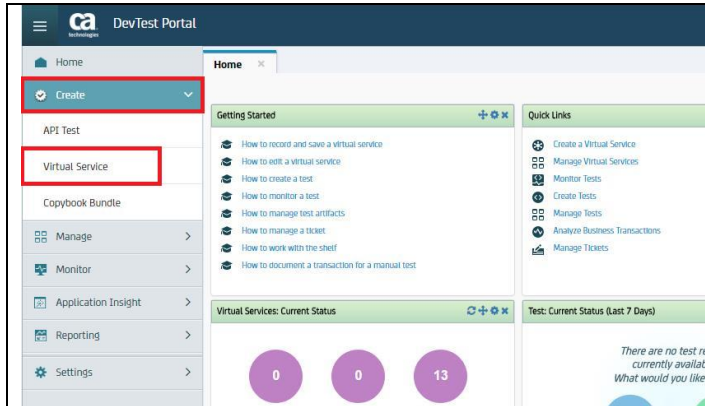 ca
technologies
DevTest Portal
Home
Create
API Test
Virtual Service
Copybook Bundle
Manage
Monitor
Application Insight
Reporting
Settings
Home
Getting Started
How to record and save a virtual service
How to edit a virtual service
How to create a test
How to monitor a test
How to manage test artifacts
How to manage a ticket
How to work with the shelf
How to document a transaction for a manual test
Quick Links
Create a Virtual Service
Manage Virtual Services
Monitor Tests
Create Tests
Manage Tests
Analyze Business Transactions
Manage Tickets
Virtual Services: Current Status
0
0
13
Test: Current Status (Last 7 Days)
There are no test re
currently availab
What would you like